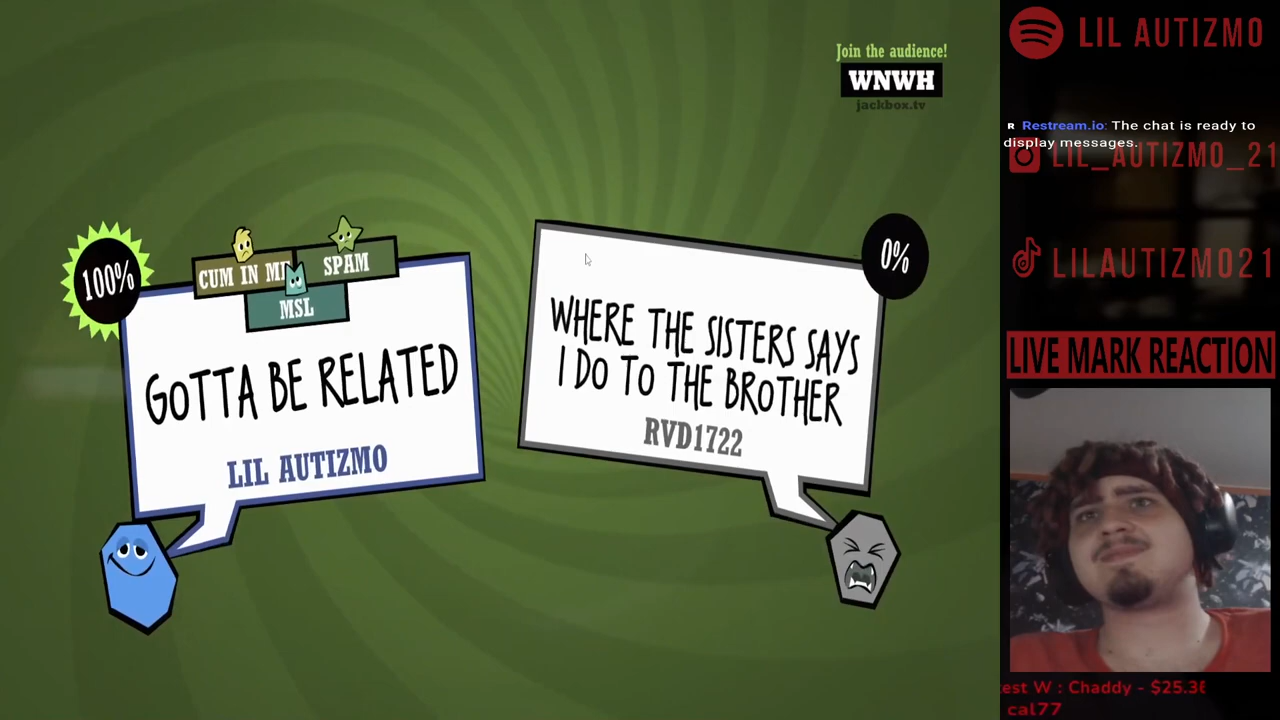 Join the audience!
WNWH
jackbox.tv
100%
CUM IN ME
SPAM
MSL
GOTTA BE RELATED
LIL AUTIZMO
0%
WHERE THE SISTERS SAYS
I DO TO THE BROTHER
RVD1722
LIL AUTIZMO
R Restream.io: The chat is ready to
display messages.
LIL_AUTIZMO_21
LILAUTIZMO21
LIVE MARK REACTION
est W : Chaddy - $25.36
cal77